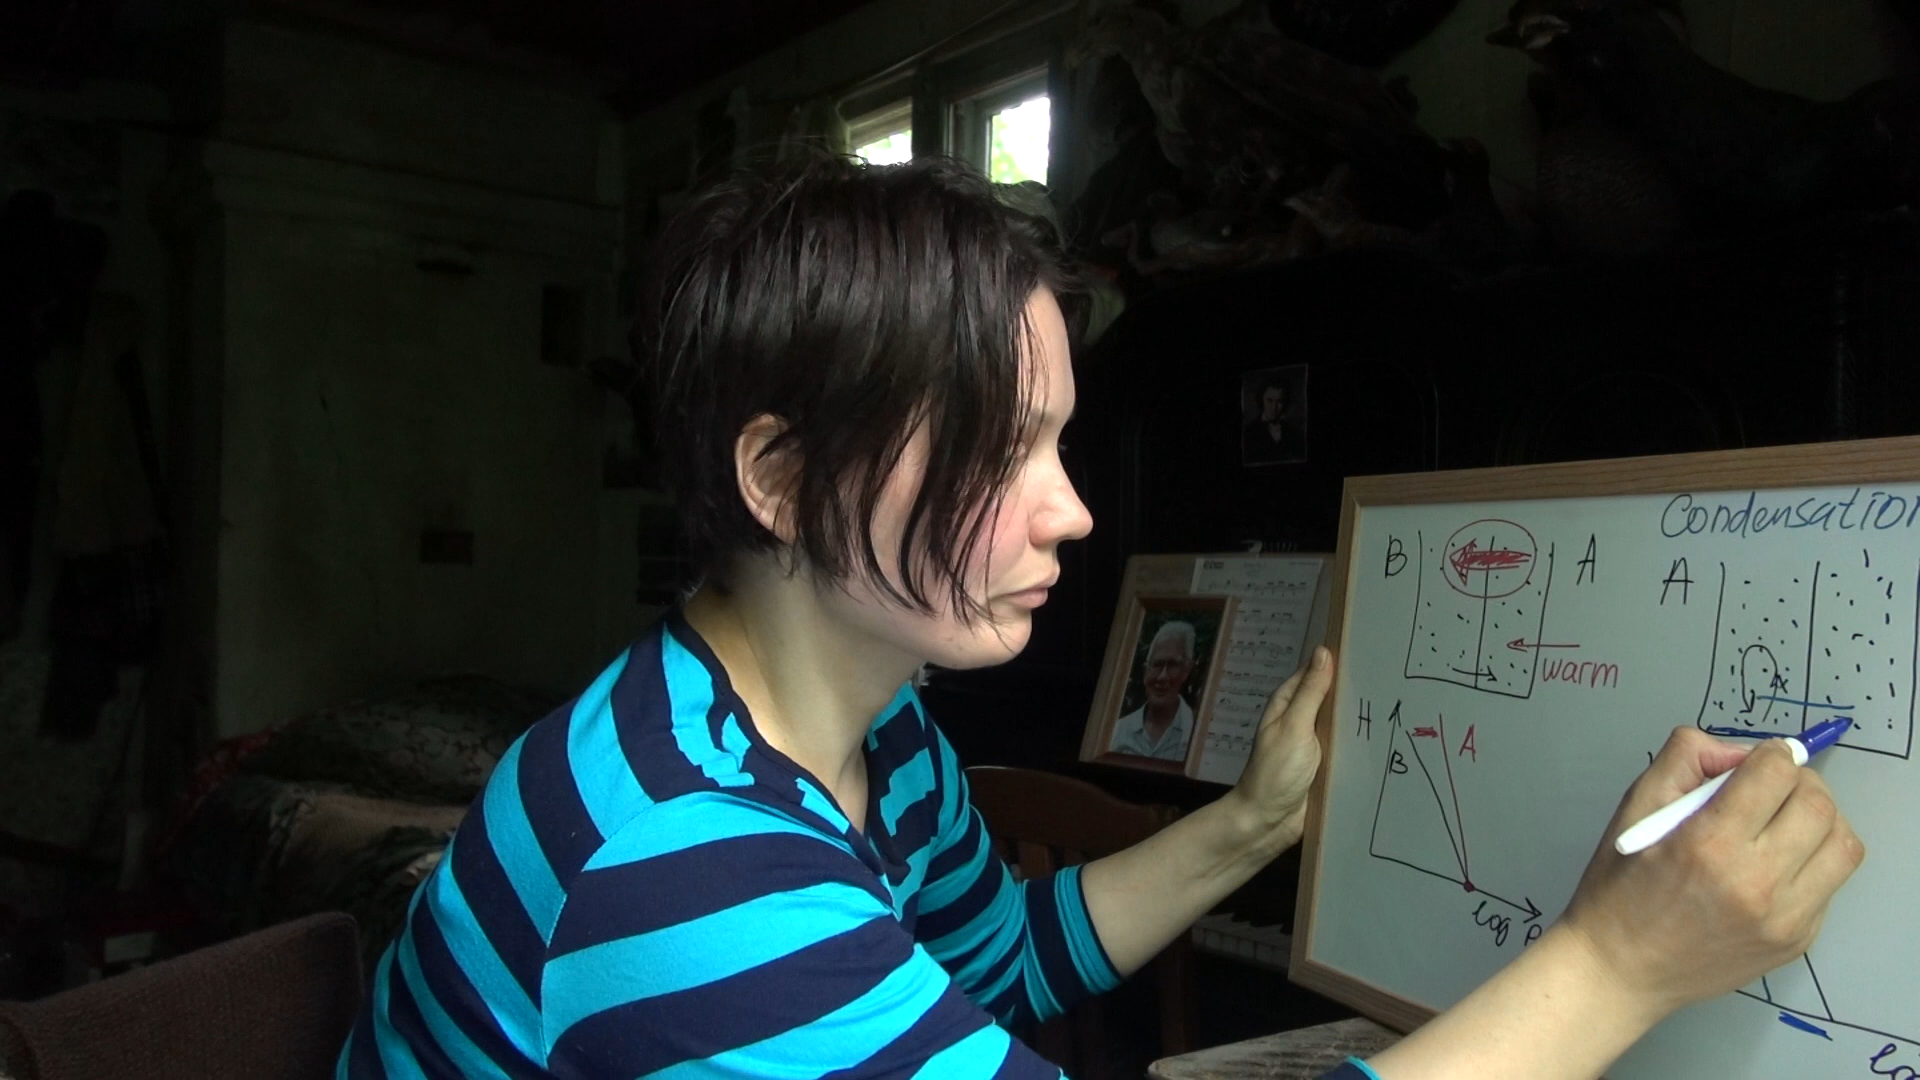 Condensation
B A
A
warm
H
B A
log P